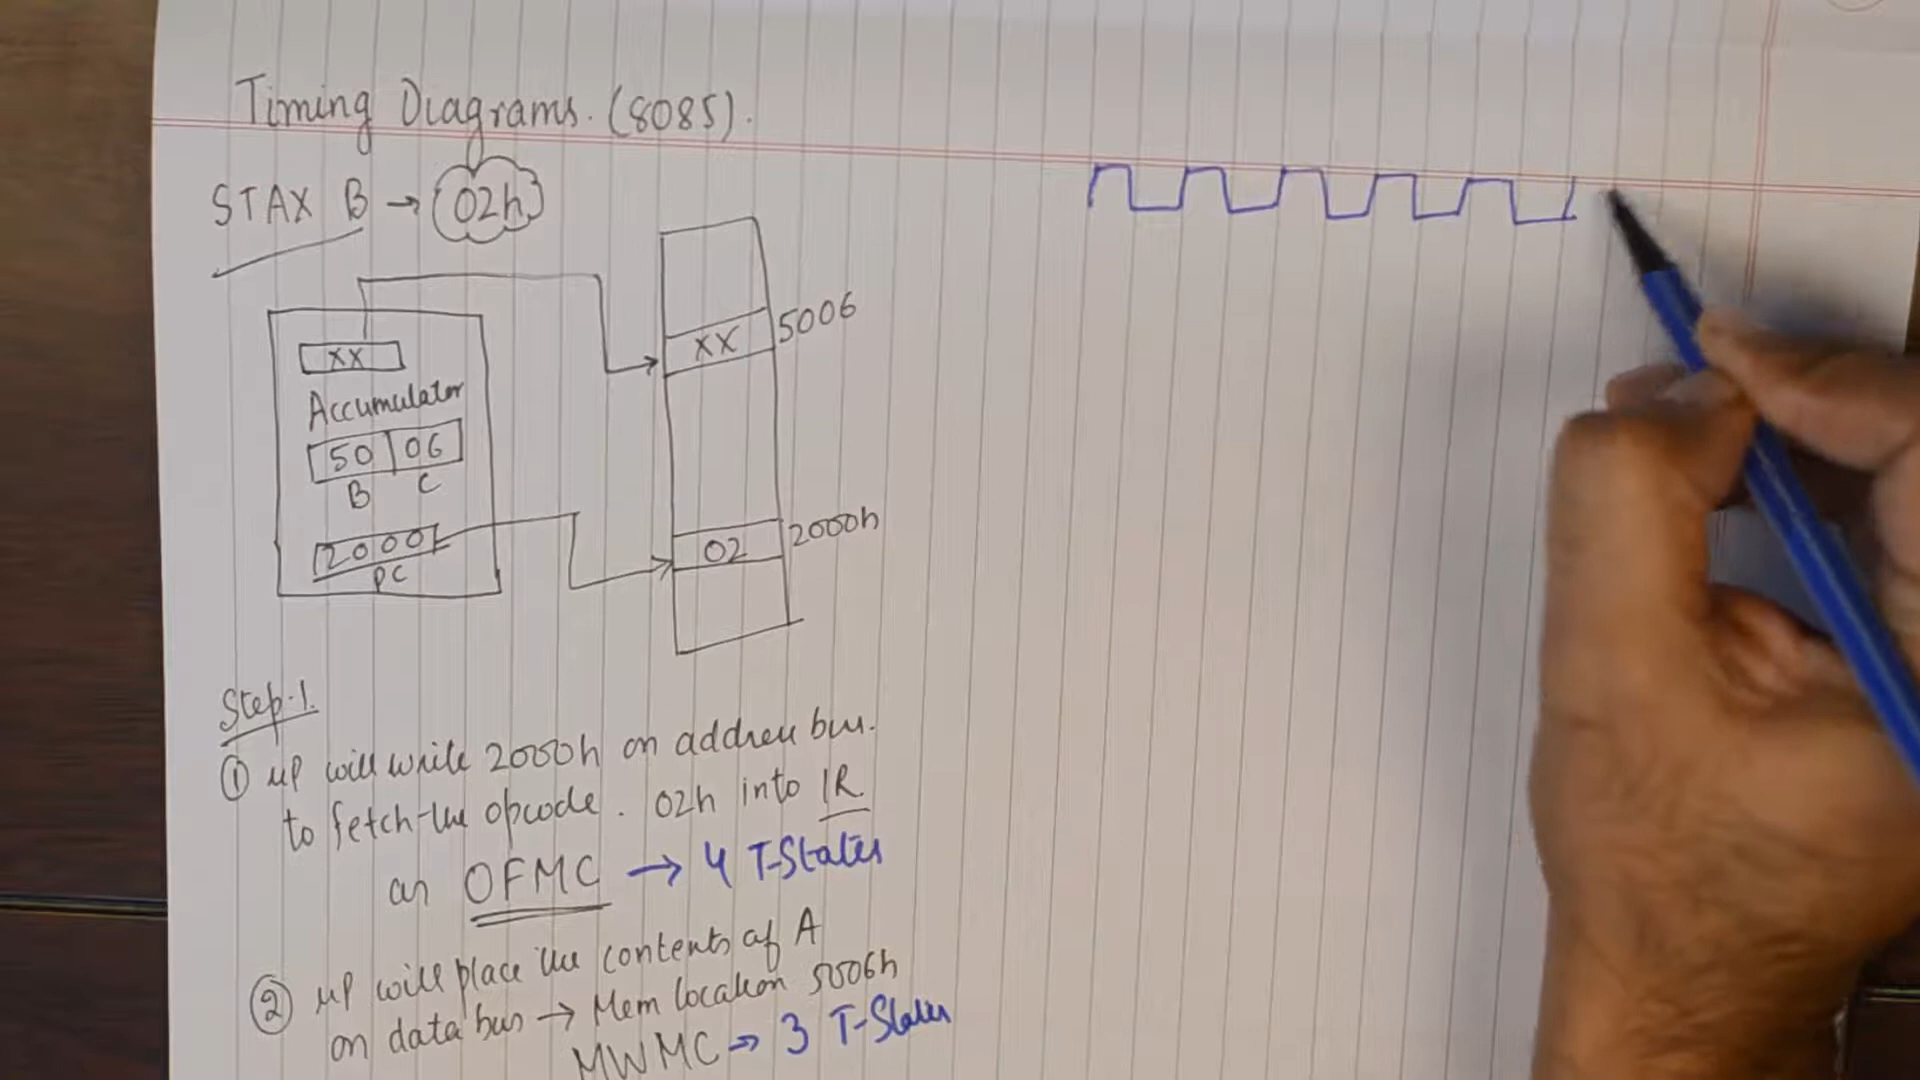 Timing Diagrams. (8085).
STAX B → 02h
XX
Accumulator
50 06
B C
2000
PC
XX 5006
02 2000h
Step-1.
① μP will write 2000h on address bus.
to fetch the opcode. 02h into IR
an OFMC → 4 T-States
② μP will place the contents of A
on data bus → Mem location 5006h
MWMC → 3 T-States